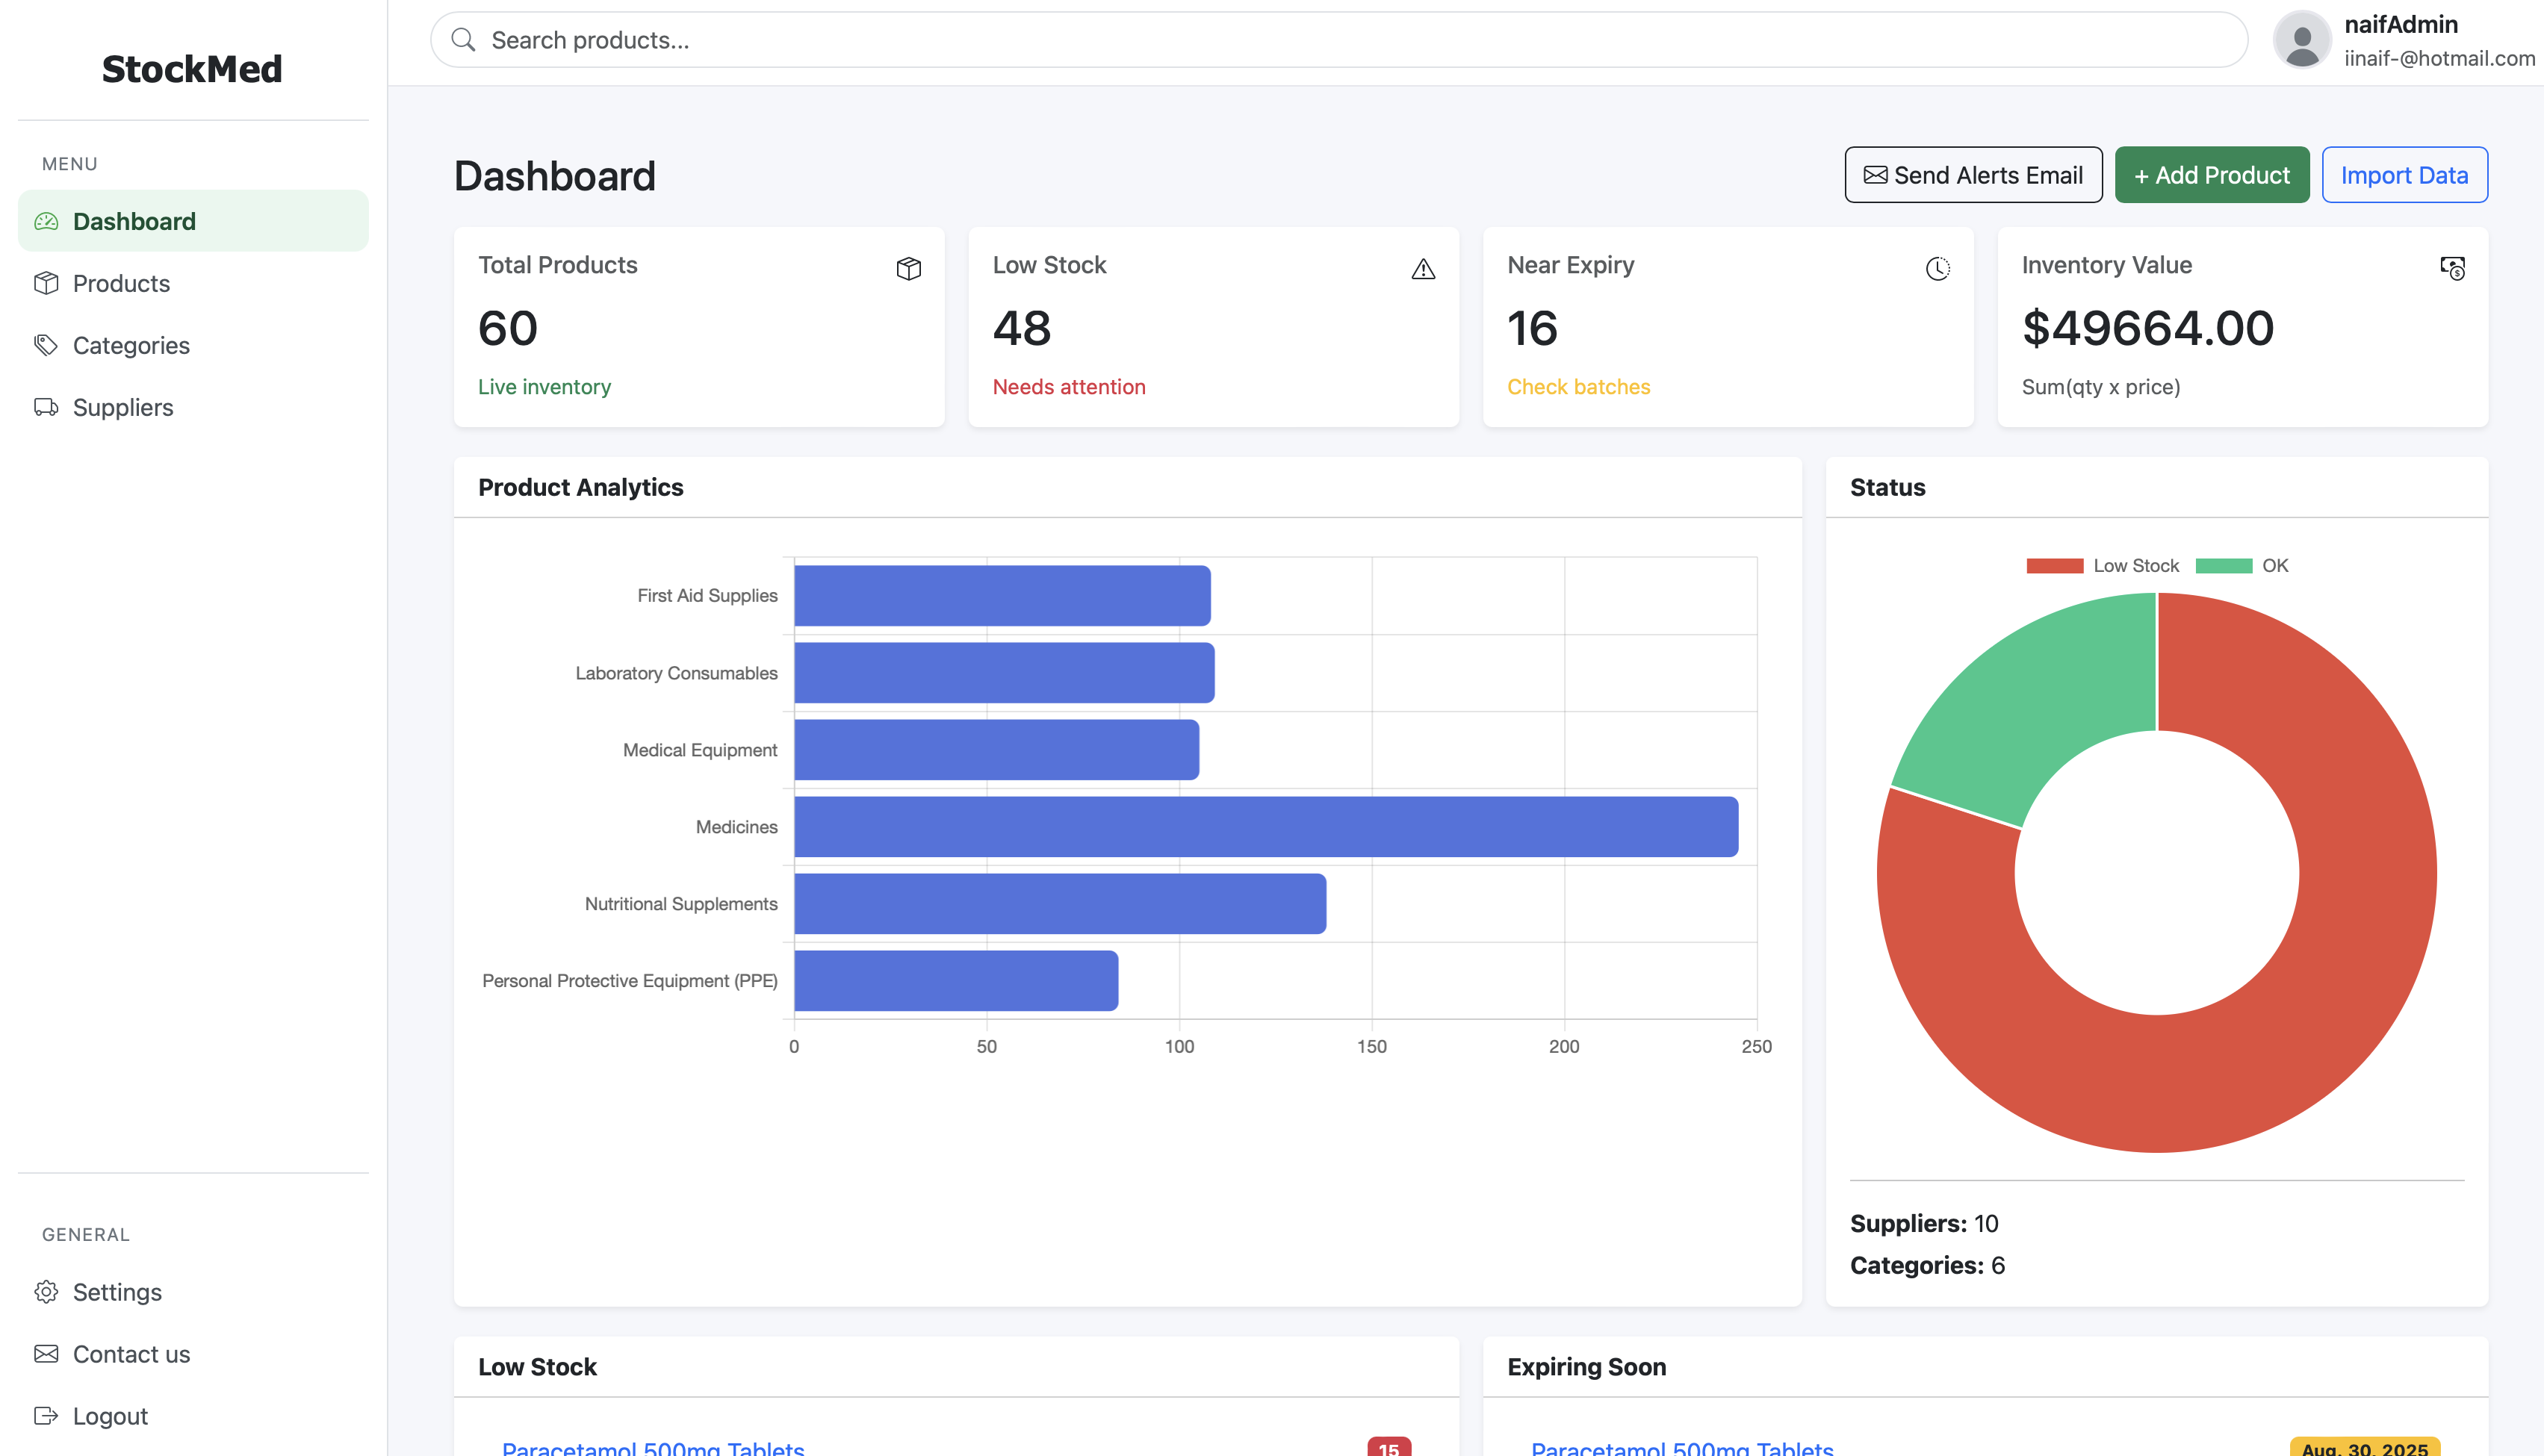 StockMed
Search products...
naifAdmin
iinaif-@hotmail.com
MENU
Dashboard
Products
Categories
Suppliers
GENERAL
Settings
Contact us
Logout
Dashboard
Send Alerts Email
+ Add Product
Import Data
Total Products
60
Live inventory
Low Stock
48
Needs attention
Near Expiry
16
Check batches
Inventory Value
$49664.00
Sum(qty x price)
Product Analytics
First Aid Supplies
Laboratory Consumables
Medical Equipment
Medicines
Nutritional Supplements
Personal Protective Equipment (PPE)
0 50 100 150 200 250
Status
Low Stock OK
Suppliers: 10
Categories: 6
Low Stock
Paracetamol 500mg Tablets 15
Expiring Soon
Paracetamol 500mg Tablets Aug. 30, 2025